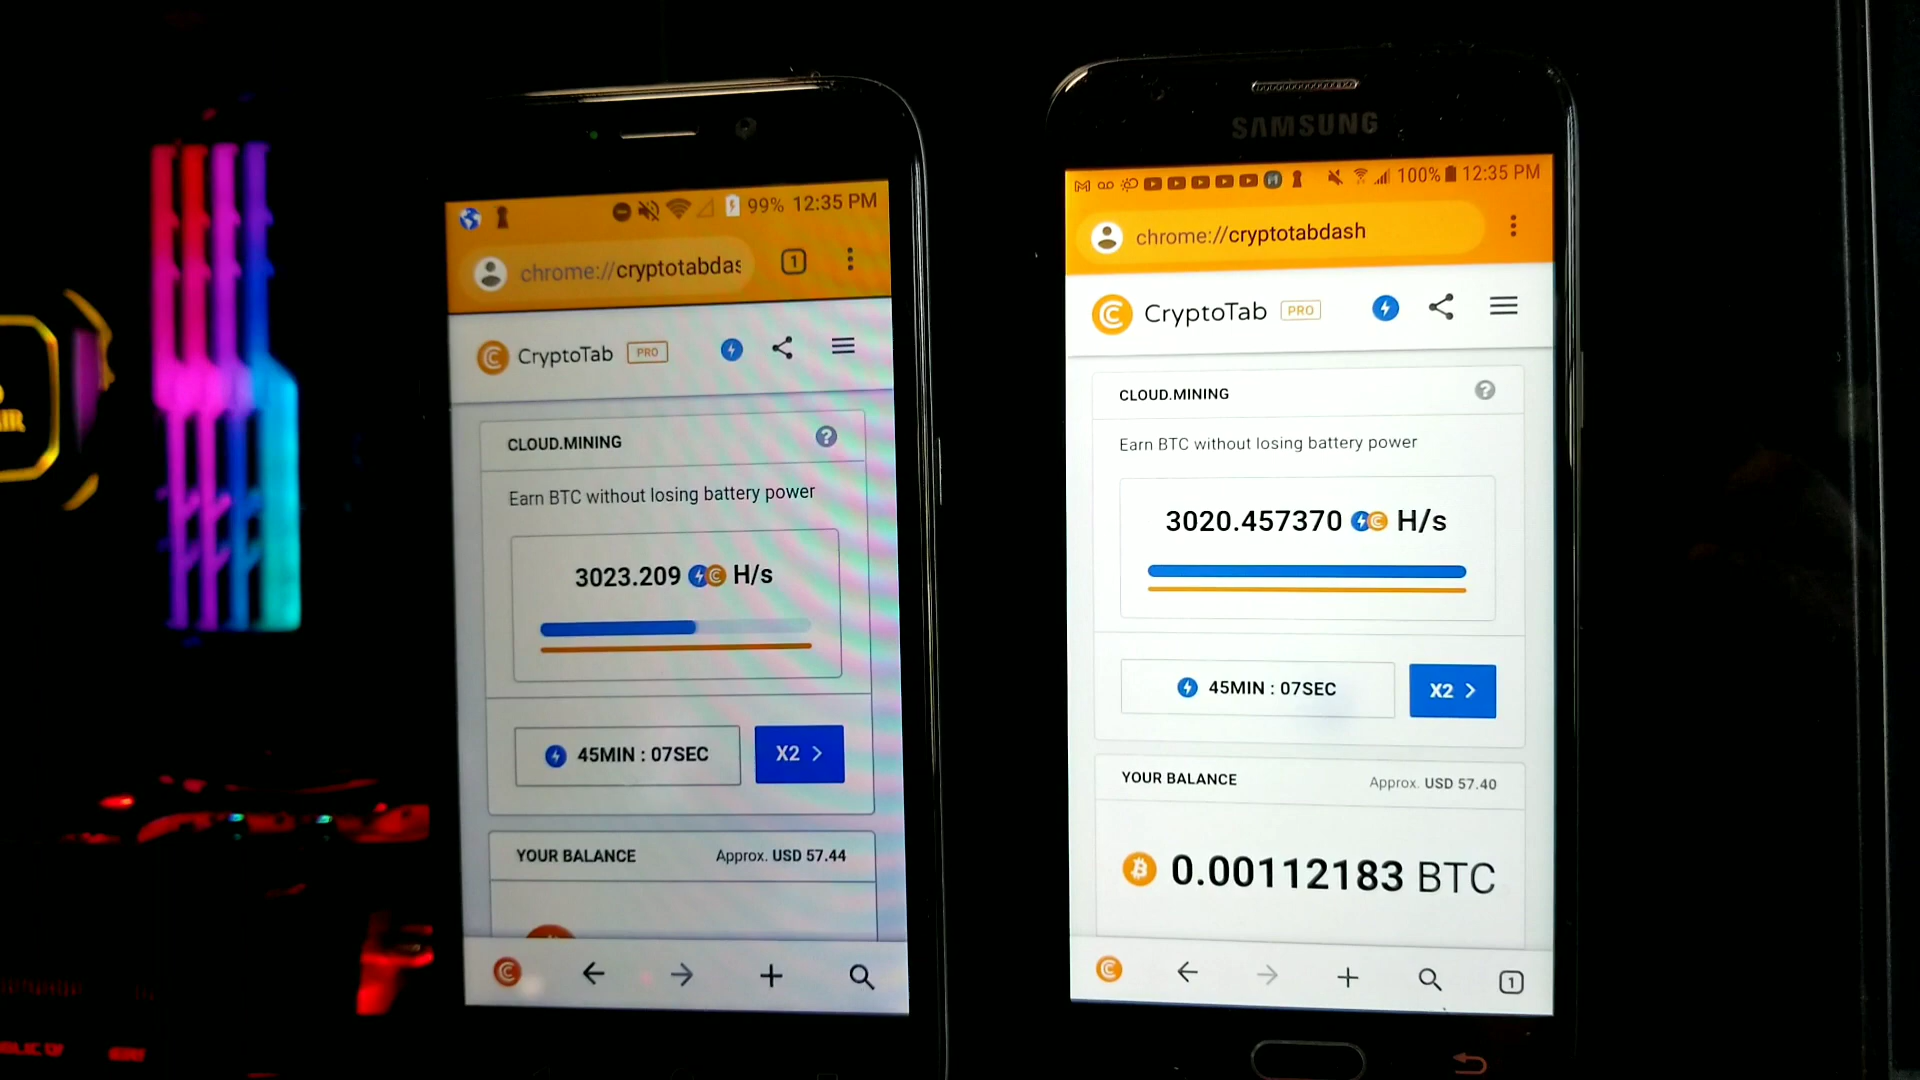 99% 12:35 PM
chrome://cryptotabdas
1
CryptoTab PRO
CLOUD.MINING
?
Earn BTC without losing battery power
3023.209 H/s
45MIN : 07SEC
X2 >
YOUR BALANCE
Approx. USD 57.44
SAMSUNG
100% 12:35 PM
chrome://cryptotabdash
CryptoTab PRO
CLOUD.MINING
?
Earn BTC without losing battery power
3020.457370 H/s
45MIN : 07SEC
X2 >
YOUR BALANCE
Approx. USD 57.40
0.00112183 BTC
1